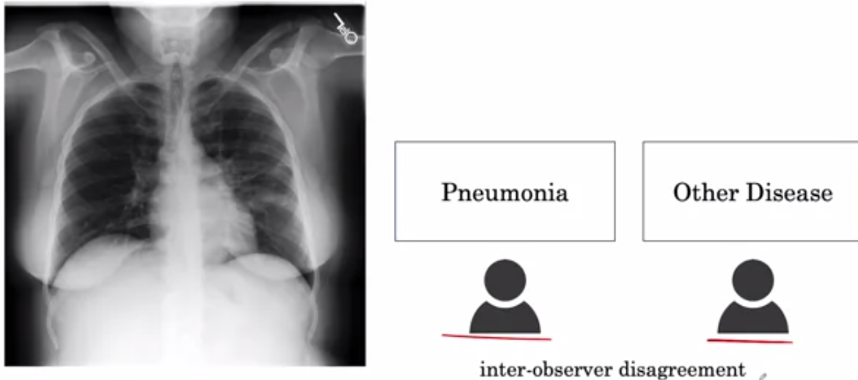 Pneumonia
Other Disease
inter-observer disagreement